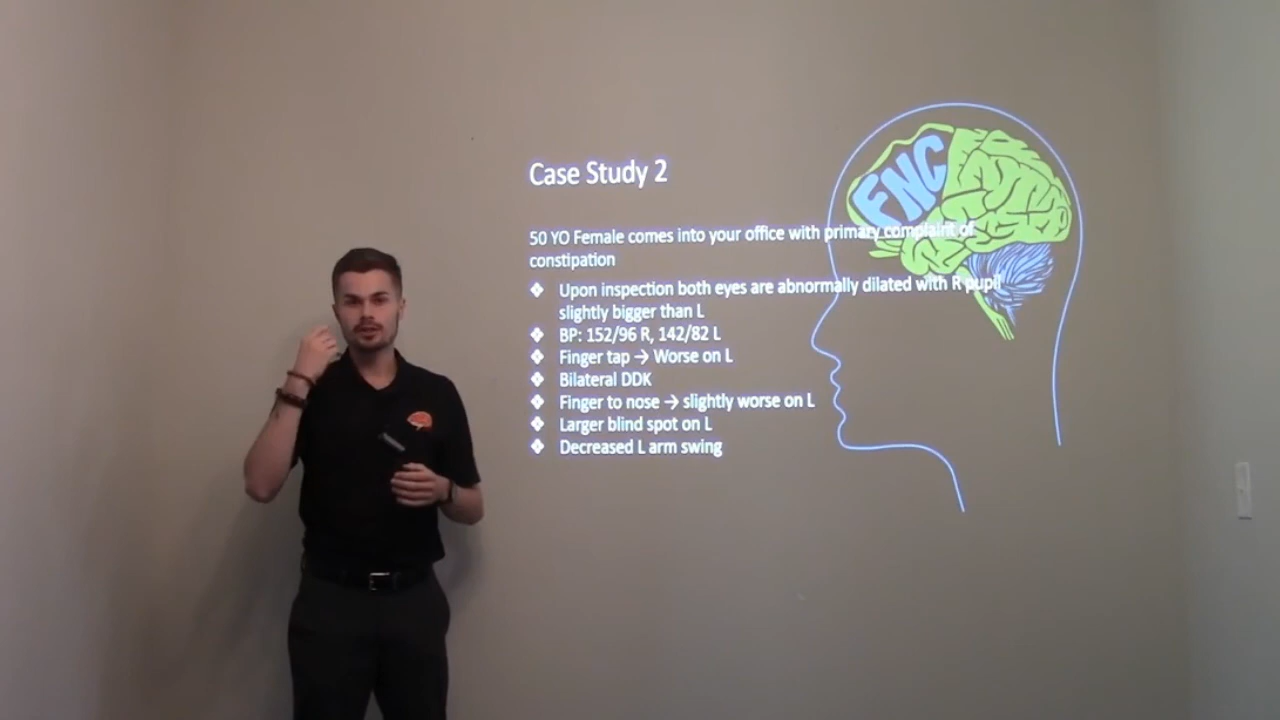 Case Study 2
FNC
50 YO Female comes into your office with primary complaint of
constipation
❖ Upon inspection both eyes are abnormally dilated with R pupil
slightly bigger than L
❖ BP: 152/96 R, 142/82 L
❖ Finger tap → Worse on L
❖ Bilateral DDK
❖ Finger to nose → slightly worse on L
❖ Larger blind spot on L
❖ Decreased L arm swing